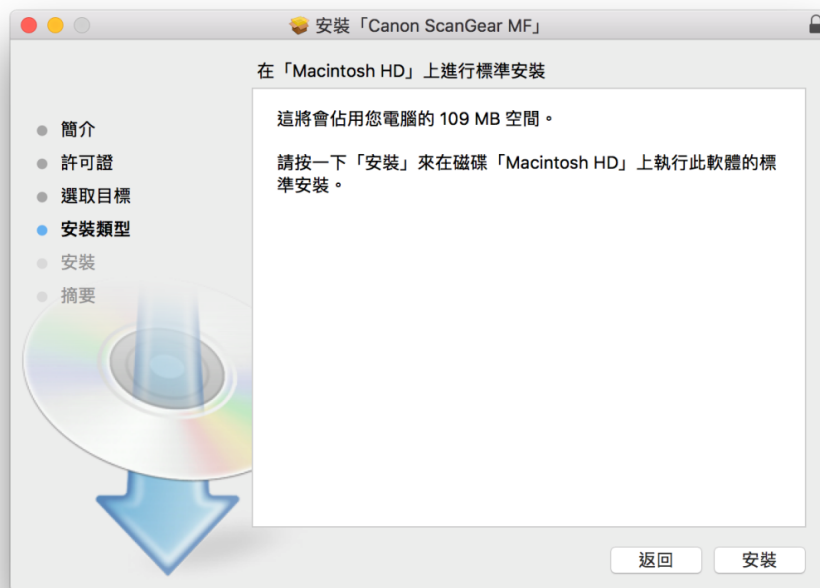 安裝「Canon ScanGear MF」
在「Macintosh HD」上進行標準安裝
簡介
許可證
選取目標
安裝類型
安裝
摘要
這將會佔用您電腦的 109 MB 空間。
請按一下「安裝」來在磁碟「Macintosh HD」上執行此軟體的標
準安裝。
返回
安裝